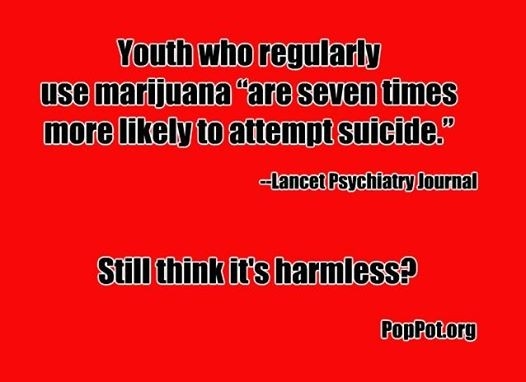 Youth who regularly
use marijuana “are seven times
more likely to attempt suicide.”
--Lancet Psychiatry Journal
Still think it's harmless?
PopPot.org